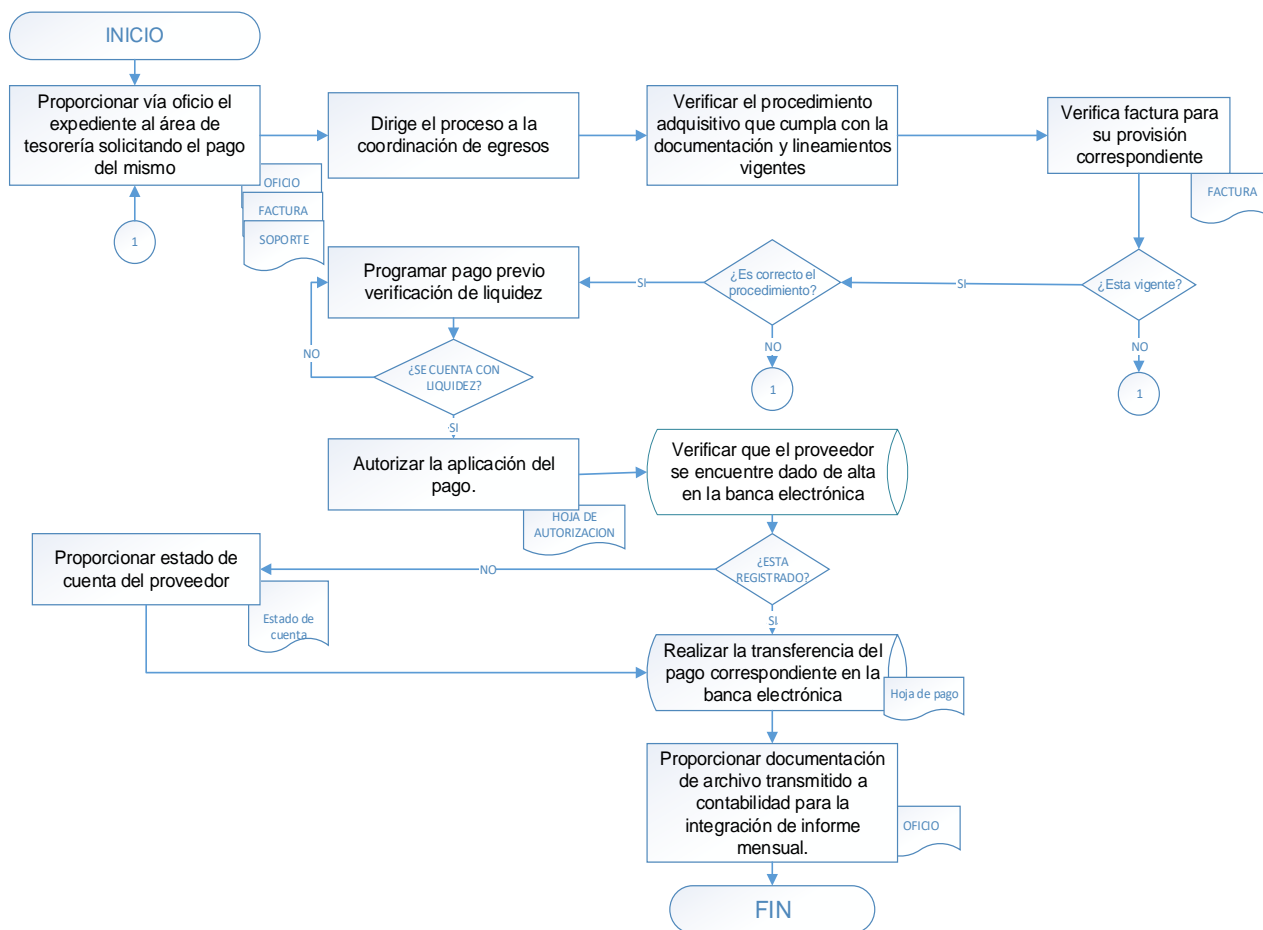 INICIO
Proporcionar vía oficio el
expediente al área de
tesorería solicitando el pago
del mismo
OFICIO
FACTURA
SOPORTE
1
Dirige el proceso a la
coordinación de egresos
Verificar el procedimiento
adquisitivo que cumpla con la
documentación y lineamientos
vigentes
Verifica factura para
su provisión
correspondiente
FACTURA
¿Esta vigente?
SI
NO
1
¿Es correcto el
procedimiento?
SI
NO
1
Programar pago previo
verificación de liquidez
¿SE CUENTA CON
LIQUIDEZ?
NO
SI
Autorizar la aplicación del
pago.
HOJA DE
AUTORIZACION
Verificar que el proveedor
se encuentre dado de alta
en la banca electrónica
¿ESTA
REGISTRADO?
NO
SI
Proporcionar estado de
cuenta del proveedor
Estado de
cuenta
Realizar la transferencia del
pago correspondiente en la
banca electrónica
Hoja de pago
Proporcionar documentación
de archivo transmitido a
contabilidad para la
integración de informe
mensual.
OFICIO
FIN